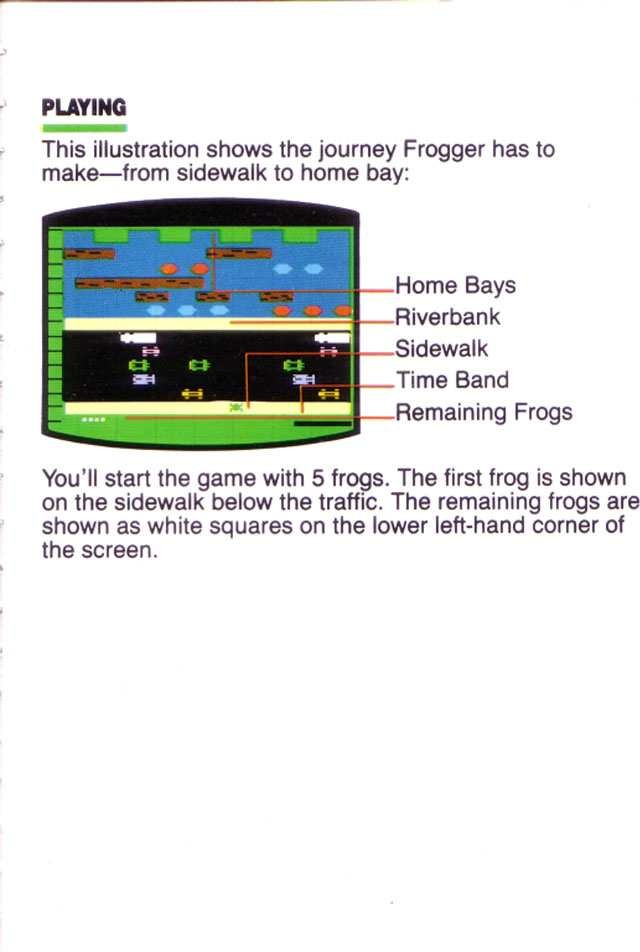 PLAYING
This illustration shows the journey Frogger has to
make—from sidewalk to home bay:
Home Bays
Riverbank
Sidewalk
Time Band
Remaining Frogs
You'll start the game with 5 frogs. The first frog is shown
on the sidewalk below the traffic. The remaining frogs are
shown as white squares on the lower left-hand corner of
the screen.